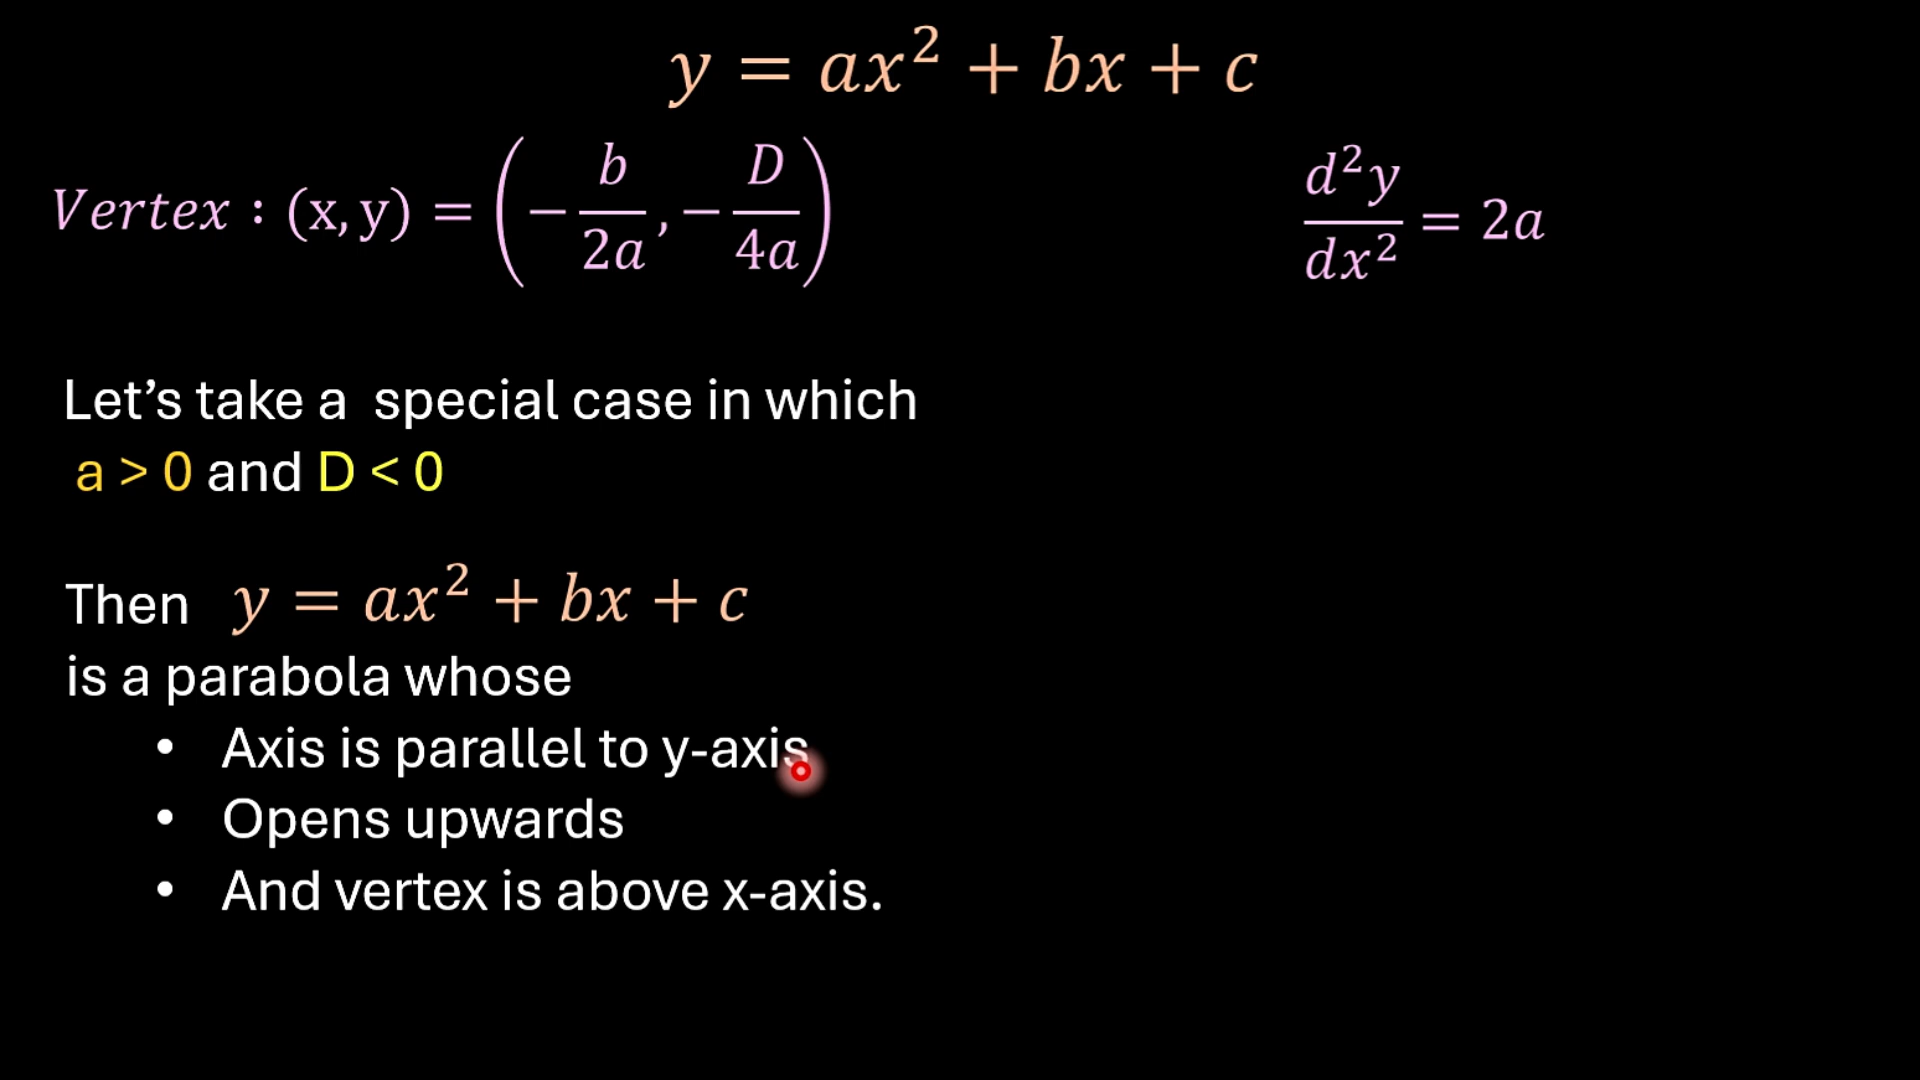 y = ax² + bx + c
Vertex : (x, y) = (−b/2a, −D/4a)
d²y/dx² = 2a
Let’s take a special case in which
a > 0 and D < 0
Then y = ax² + bx + c
is a parabola whose
• Axis is parallel to y-axis
• Opens upwards
• And vertex is above x-axis.